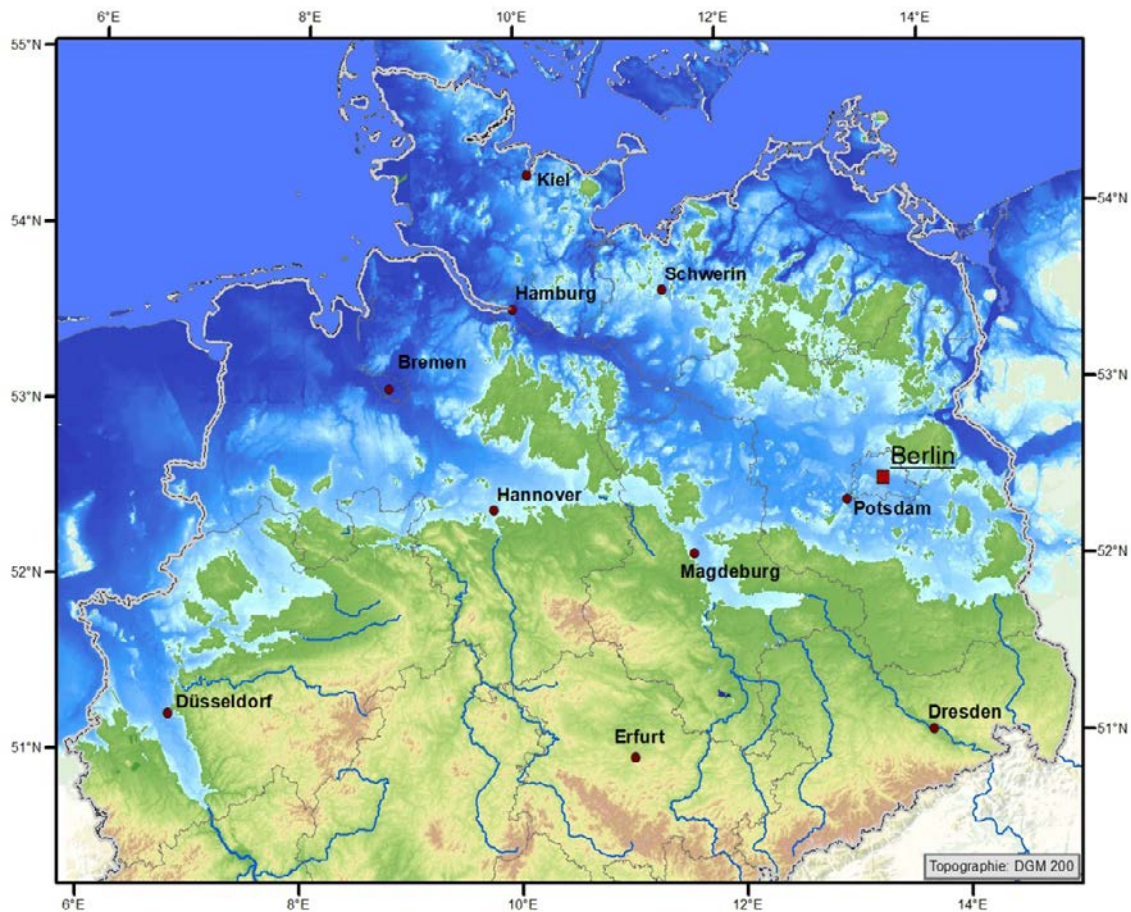 6°E
8°E
10°E
12°E
14°E
55°N
54°N
54°N
Kiel
Schwerin
Hamburg
53°N
53°N
Bremen
Berlin
Hannover
Potsdam
52°N
52°N
Magdeburg
Düsseldorf
Dresden
51°N
51°N
Erfurt
Topographie: DGM 200
6°E
8°E
10°E
12°E
14°E